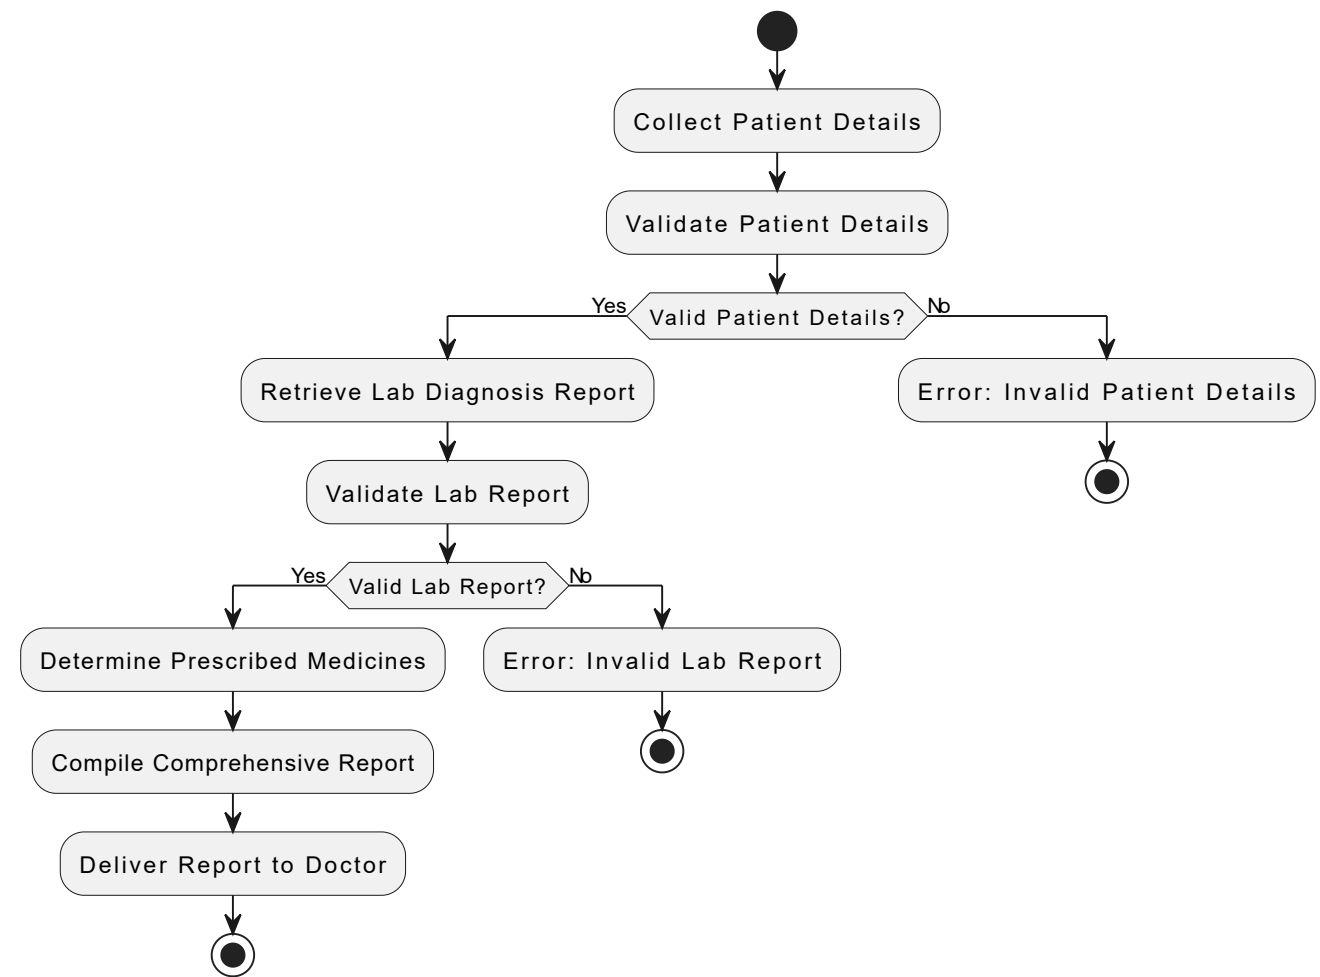 Collect Patient Details
Validate Patient Details
Yes
Valid Patient Details?
No
Retrieve Lab Diagnosis Report
Error: Invalid Patient Details
Validate Lab Report
Yes
Valid Lab Report?
No
Determine Prescribed Medicines
Error: Invalid Lab Report
Compile Comprehensive Report
Deliver Report to Doctor